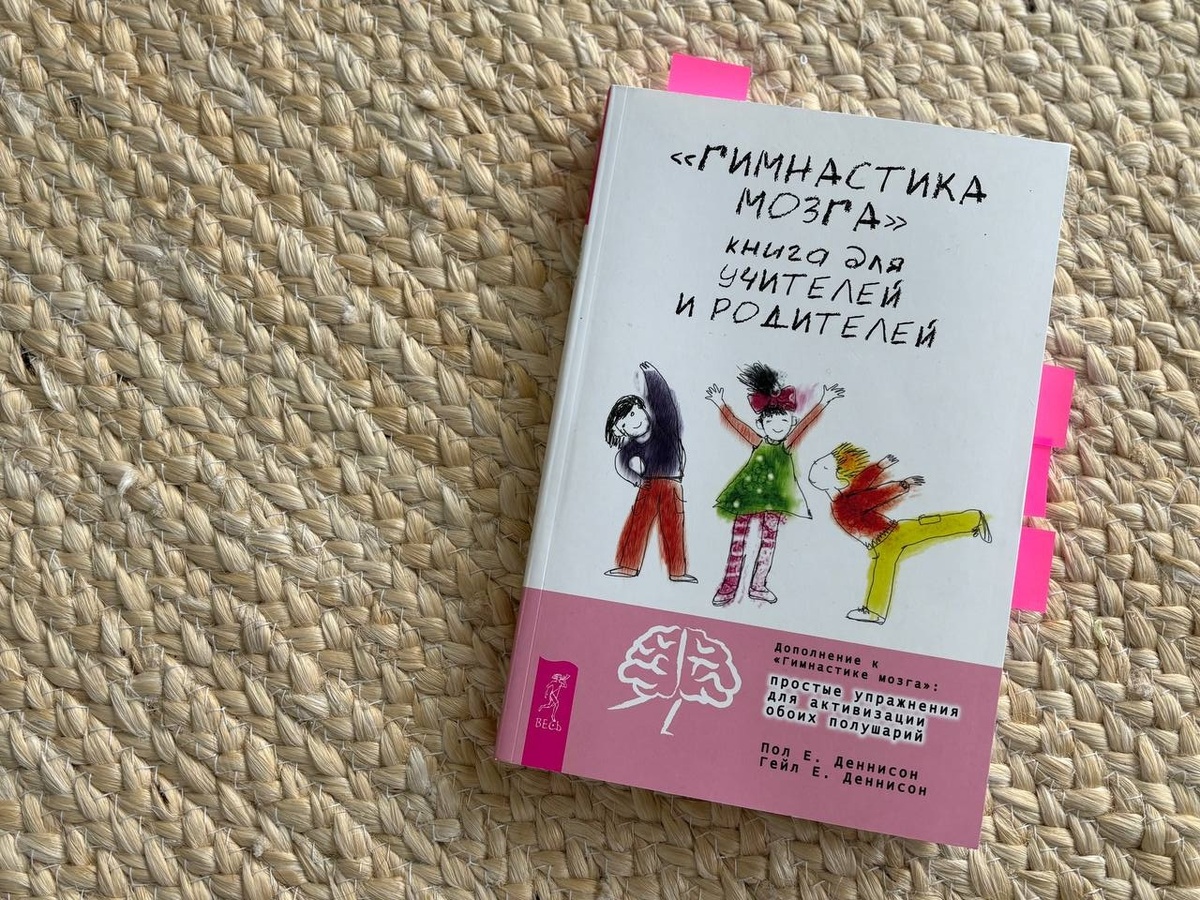 «ГИМНАСТИКА
МОЗГА»
книга для
УЧИТЕЛЕЙ
И РОДИТЕЛЕЙ
Дополнение к
«Гимнастике мозга»:
простые упражнения
для активизации
обоих полушарий
ВЕСЬ
Пол Е. Деннисон
Гейл Е. Деннисон